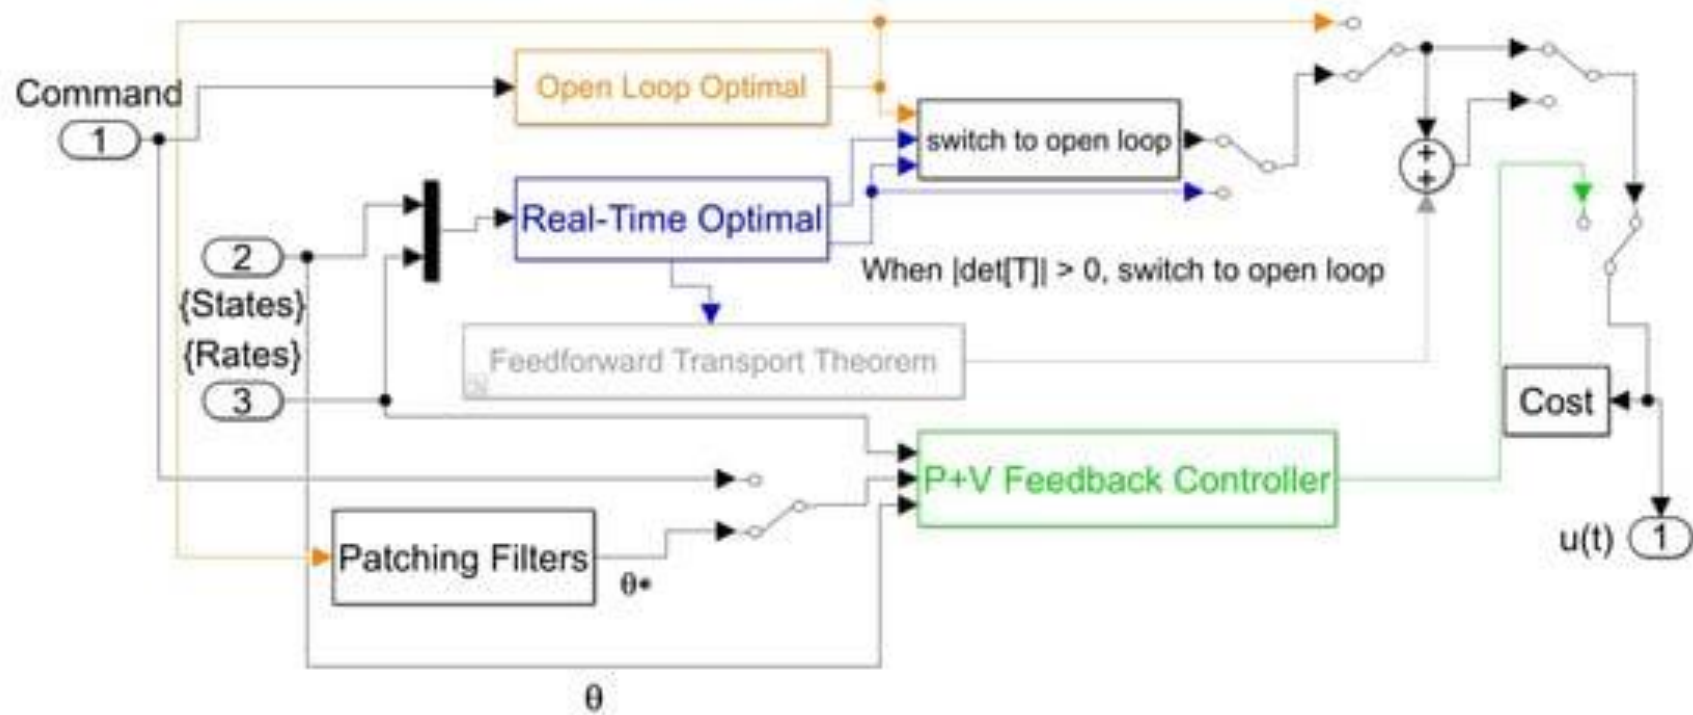 Command
1
Open Loop Optimal
switch to open loop
+
+
Real-Time Optimal
2
{States}
When |det[T]| > 0, switch to open loop
{Rates}
3
Feedforward Transport Theorem
Cost
P+V Feedback Controller
Patching Filters
θ*
u(t) 1
θ